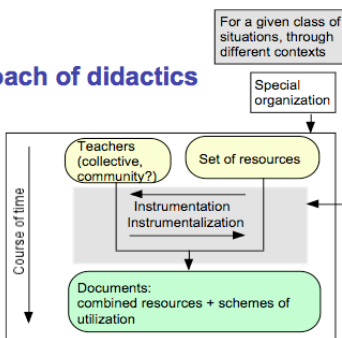 For a given class of
situations, through
different contexts
oach of didactics
Special
organization
Teachers
(collective,
community?)
Set of resources
Instrumentation
Instrumentalization
Course of time
Documents:
combined resources + schemes of
utilization